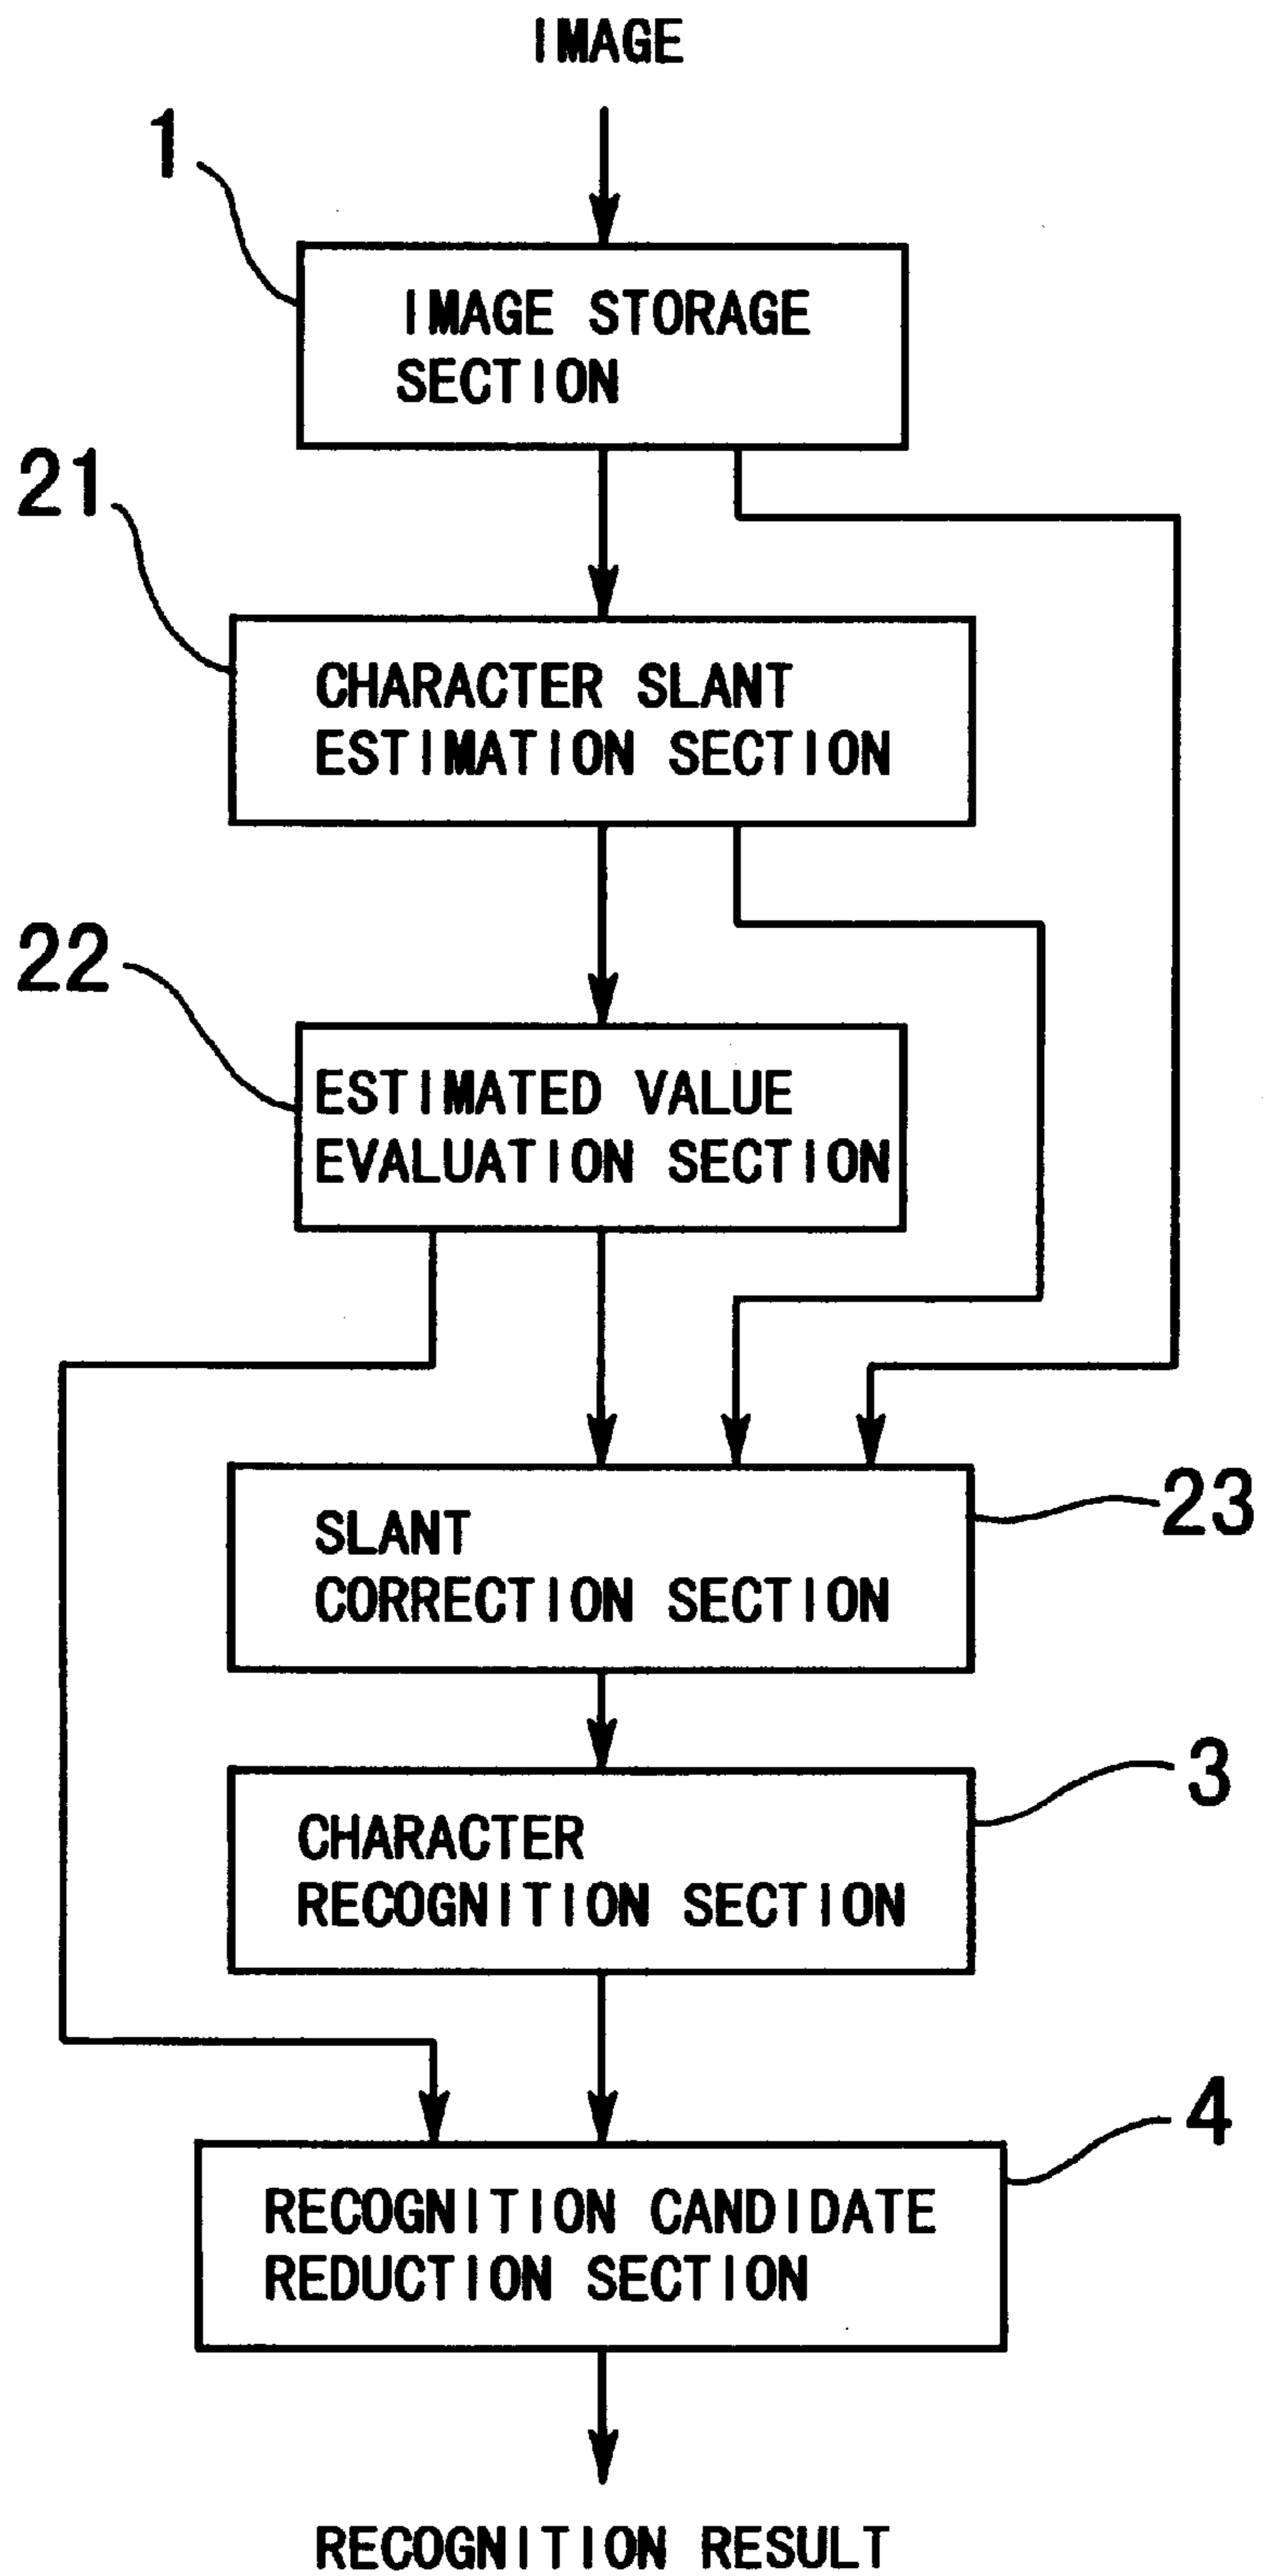 IMAGE
1
IMAGE STORAGE
SECTION
21
CHARACTER SLANT
ESTIMATION SECTION
22
ESTIMATED VALUE
EVALUATION SECTION
SLANT
CORRECTION SECTION
23
CHARACTER
RECOGNITION SECTION
3
RECOGNITION CANDIDATE
REDUCTION SECTION
4
RECOGNITION RESULT